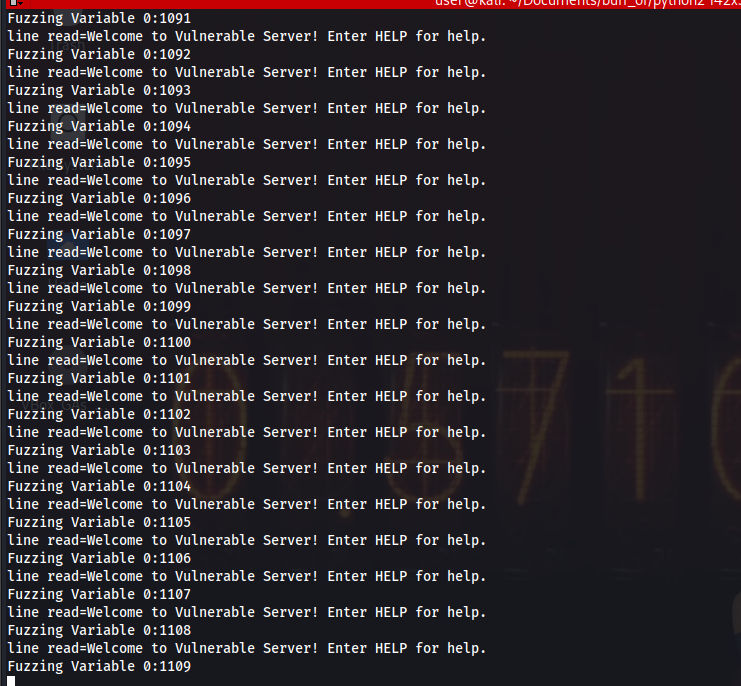 user@kali: ~/Documents/buff_of/python2 142x
Fuzzing Variable 0:1091
line read=Welcome to Vulnerable Server! Enter HELP for help.
Fuzzing Variable 0:1092
line read=Welcome to Vulnerable Server! Enter HELP for help.
Fuzzing Variable 0:1093
line read=Welcome to Vulnerable Server! Enter HELP for help.
Fuzzing Variable 0:1094
line read=Welcome to Vulnerable Server! Enter HELP for help.
Fuzzing Variable 0:1095
line read=Welcome to Vulnerable Server! Enter HELP for help.
Fuzzing Variable 0:1096
line read=Welcome to Vulnerable Server! Enter HELP for help.
Fuzzing Variable 0:1097
line read=Welcome to Vulnerable Server! Enter HELP for help.
Fuzzing Variable 0:1098
line read=Welcome to Vulnerable Server! Enter HELP for help.
Fuzzing Variable 0:1099
line read=Welcome to Vulnerable Server! Enter HELP for help.
Fuzzing Variable 0:1100
line read=Welcome to Vulnerable Server! Enter HELP for help.
Fuzzing Variable 0:1101
line read=Welcome to Vulnerable Server! Enter HELP for help.
Fuzzing Variable 0:1102
line read=Welcome to Vulnerable Server! Enter HELP for help.
Fuzzing Variable 0:1103
line read=Welcome to Vulnerable Server! Enter HELP for help.
Fuzzing Variable 0:1104
line read=Welcome to Vulnerable Server! Enter HELP for help.
Fuzzing Variable 0:1105
line read=Welcome to Vulnerable Server! Enter HELP for help.
Fuzzing Variable 0:1106
line read=Welcome to Vulnerable Server! Enter HELP for help.
Fuzzing Variable 0:1107
line read=Welcome to Vulnerable Server! Enter HELP for help.
Fuzzing Variable 0:1108
line read=Welcome to Vulnerable Server! Enter HELP for help.
Fuzzing Variable 0:1109